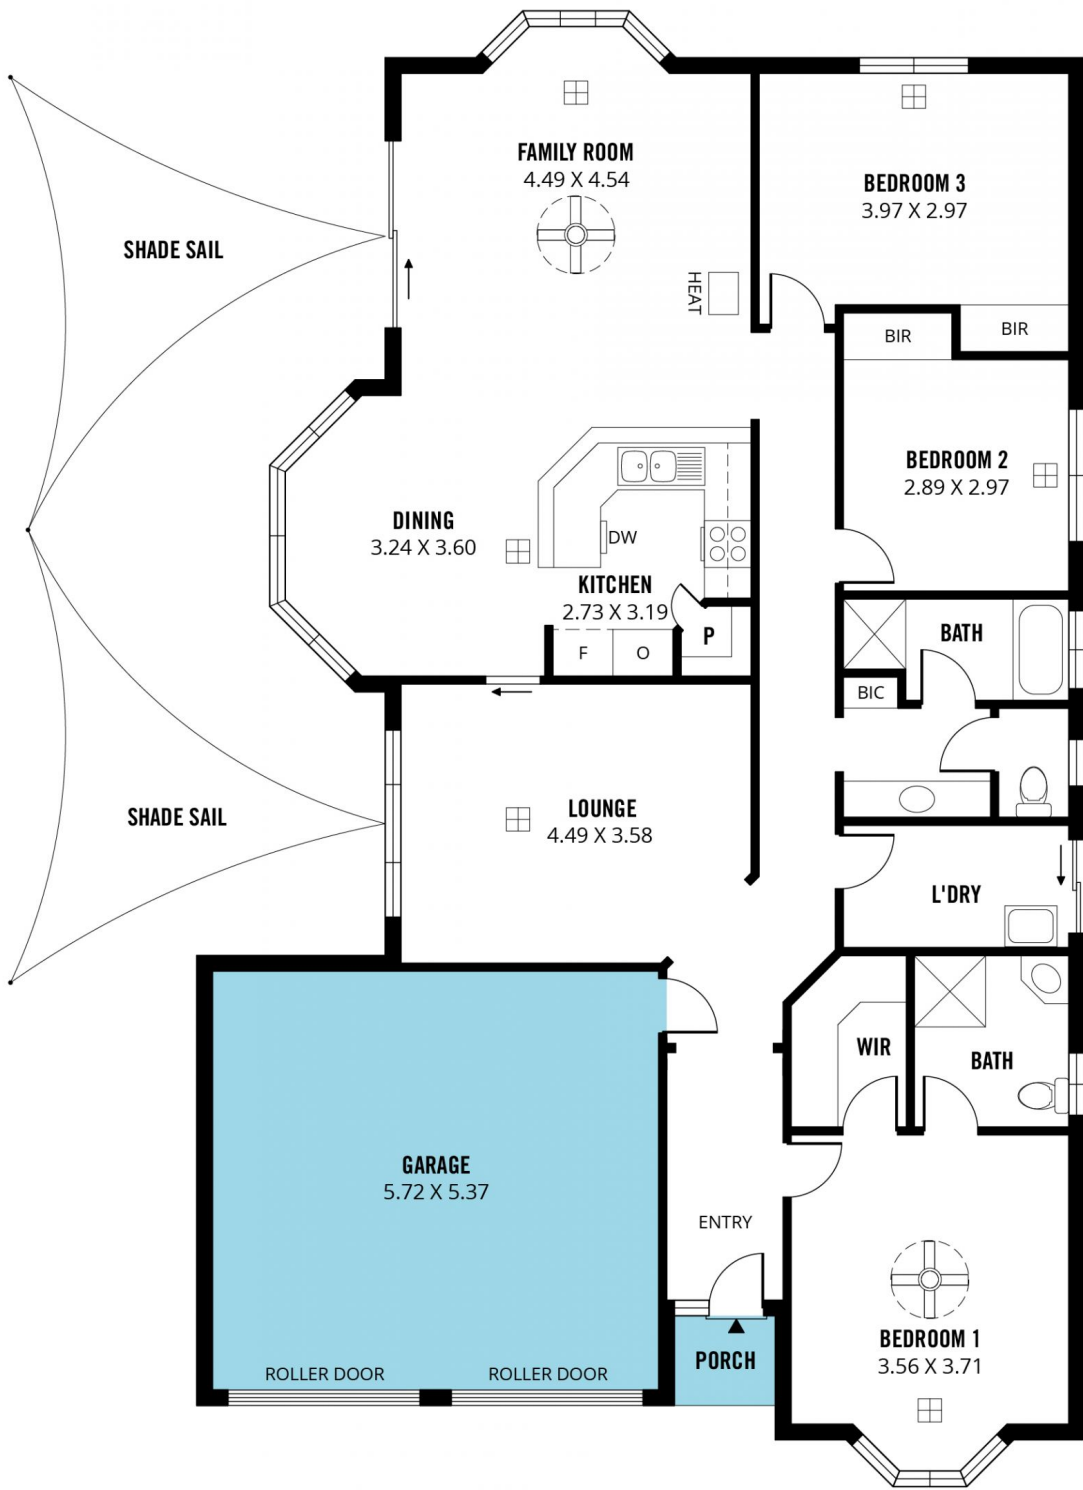 FAMILY ROOM
4.49 X 4.54
BEDROOM 3
3.97 X 2.97
SHADE SAIL
HEAT
BIR
BIR
BEDROOM 2
2.89 X 2.97
DINING
3.24 X 3.60
DW
KITCHEN
2.73 X 3.19
F
O
P
BATH
BIC
SHADE SAIL
LOUNGE
4.49 X 3.58
L'DRY
WIR
BATH
GARAGE
5.72 X 5.37
ENTRY
BEDROOM 1
3.56 X 3.71
PORCH
ROLLER DOOR
ROLLER DOOR